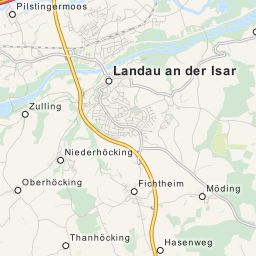 Pilstingermoos
Landau an der Isar
Zulling
Niederhöcking
Oberhöcking
Fichtheim
Möding
Thanhöcking
Hasenweg